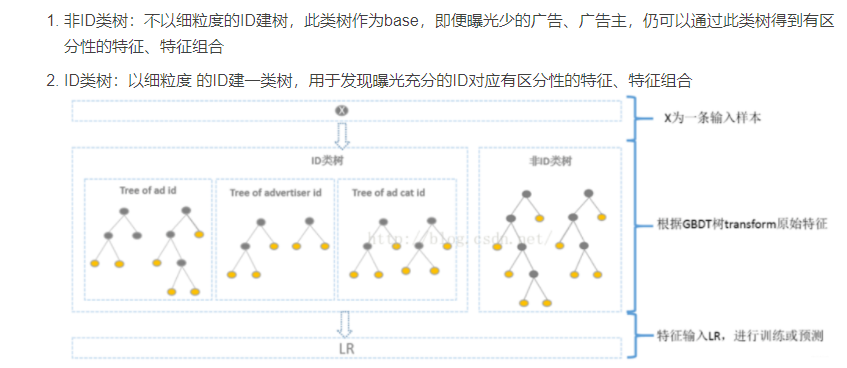 1. 非ID类树：不以细粒度的ID建树，此类树作为base，即便曝光少的广告、广告主，仍可以通过此类树得到有区
分性的特征、特征组合
2. ID类树：以细粒度 的ID建一类树，用于发现曝光充分的ID对应有区分性的特征、特征组合
X
X为一条输入样本
ID类树
非ID类树
Tree of ad id
Tree of advertiser id
Tree of ad cat id
http://blog.csdn.net/
根据GBDT树transform原始特征
LR
特征输入LR，进行训练或预测